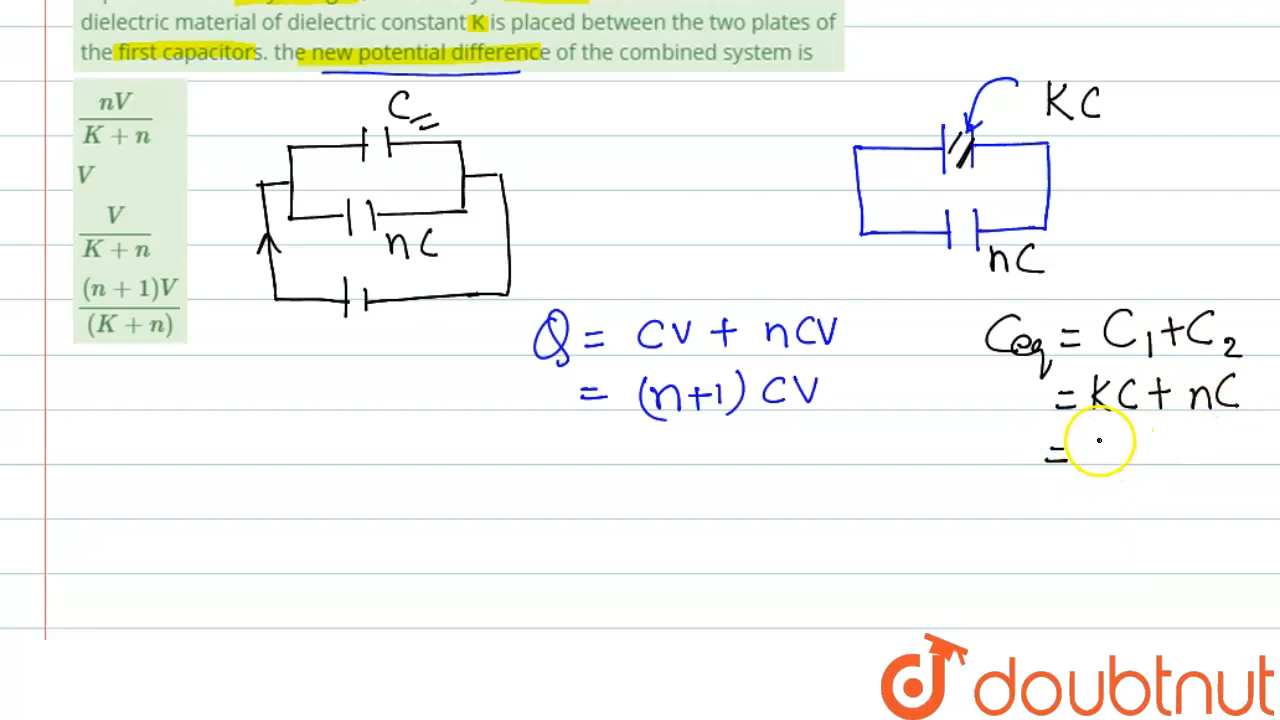 dielectric material of dielectric constant K is placed between the two plates of
the first capacitors. the new potential difference of the combined system is
nV
K + n
V
V
K + n
(n + 1)V
(K + n)
C
nC
KC
nC
Q = CV + nCV
= (n+1) CV
Ceq = C1 + C2
= KC + nC
=
doubtnut